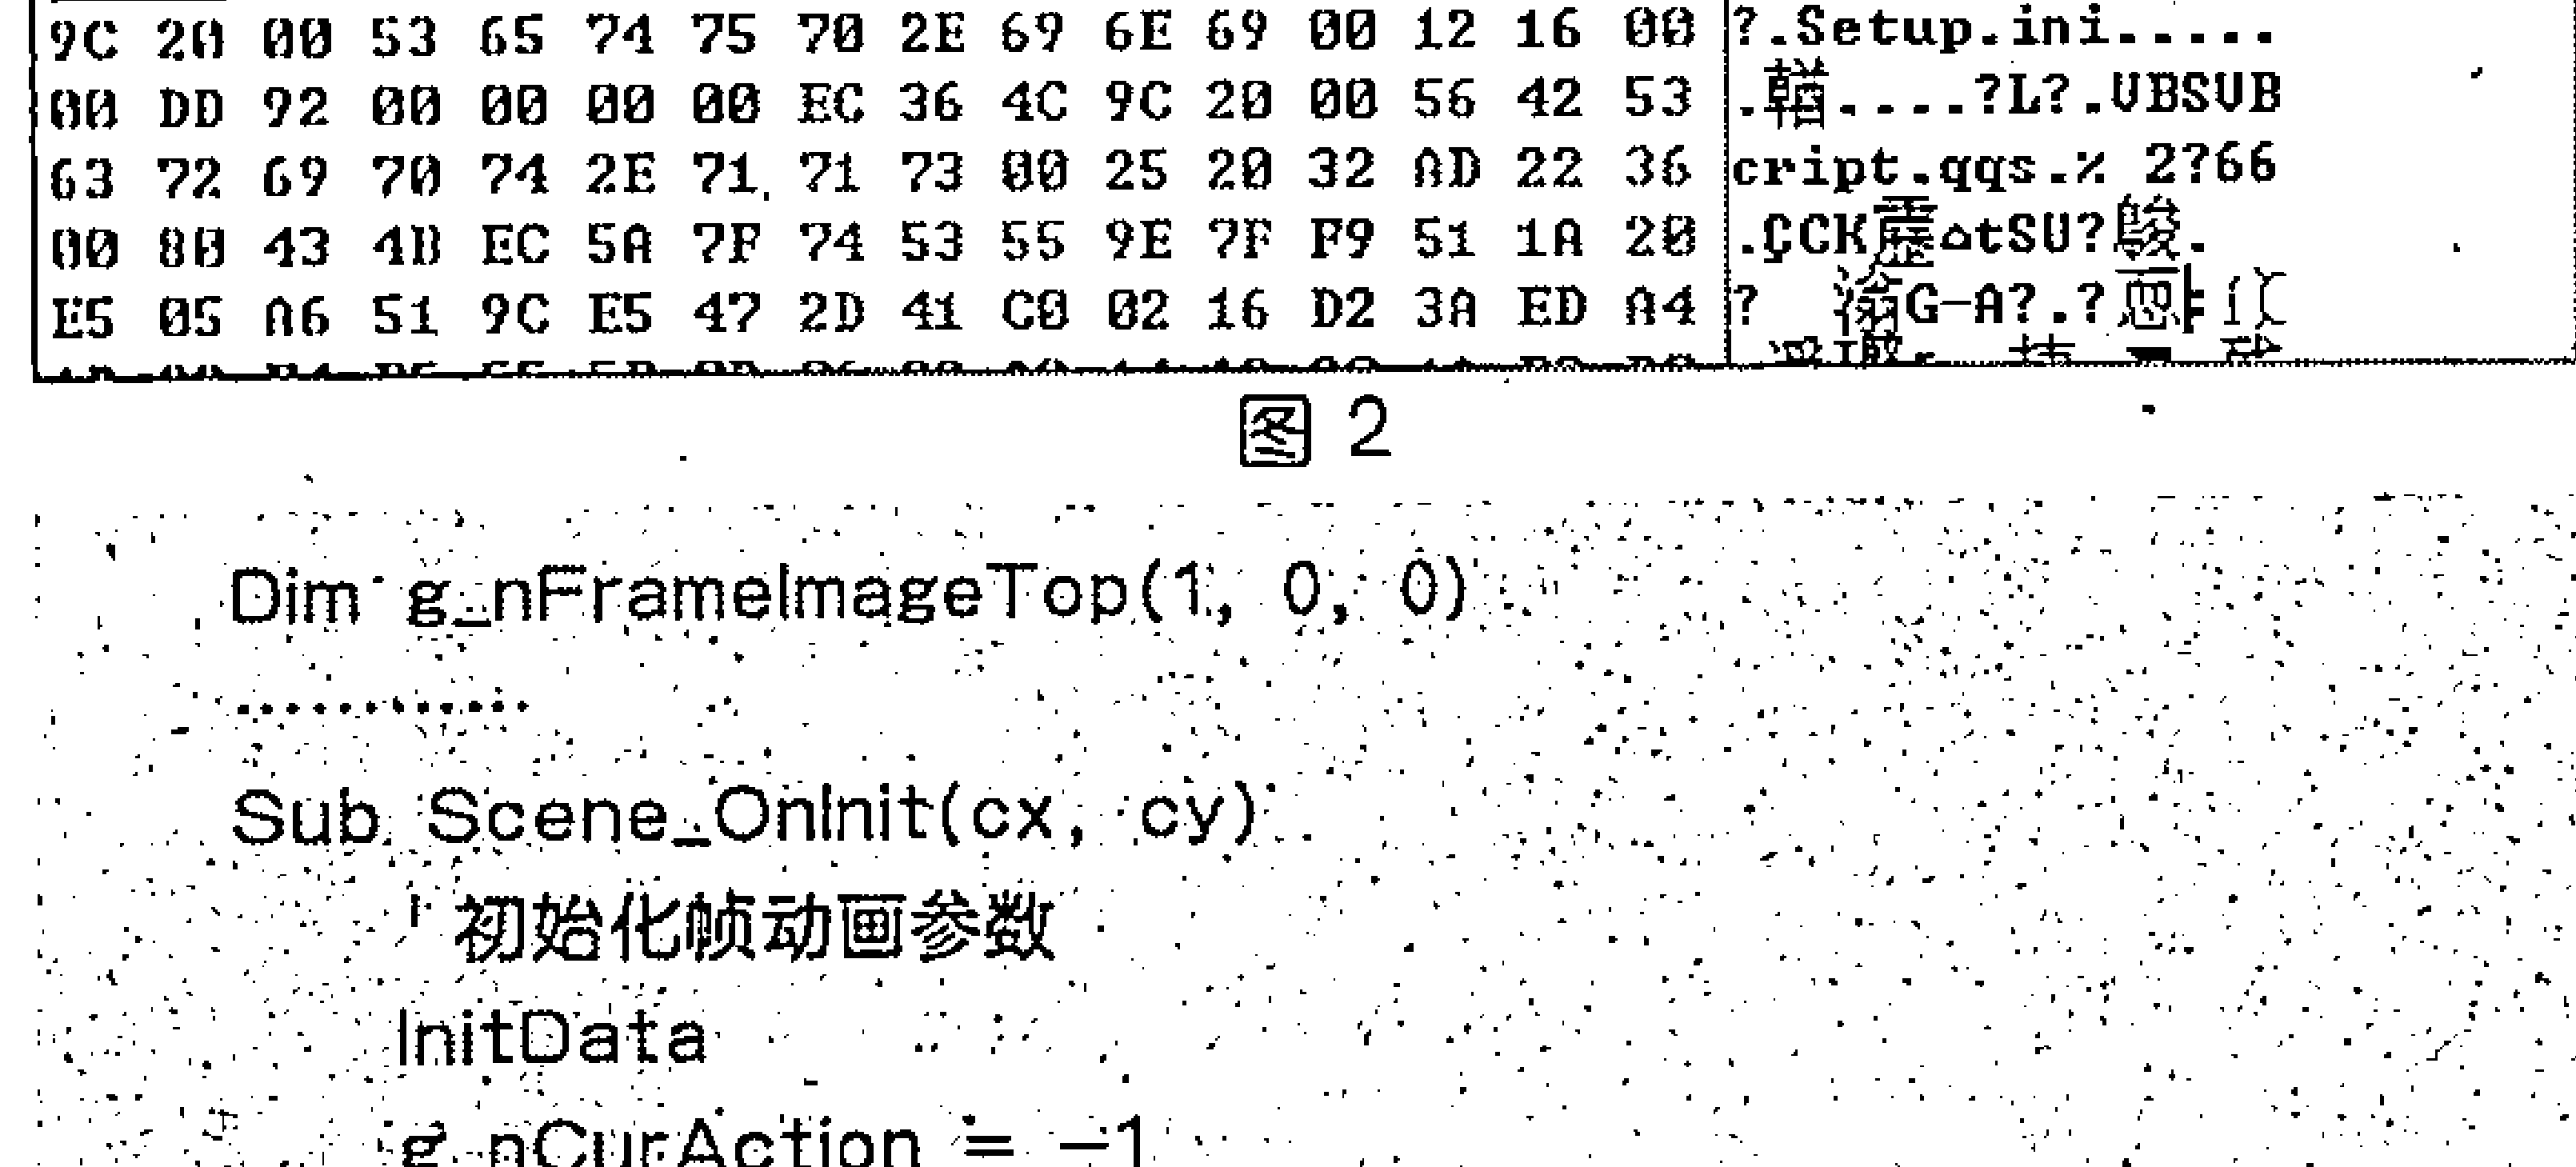 9C 20 00 53 65 74 75 70 2E 69 6E 69 00 12 16 00 ?.Setup.ini.....
00 DD 92 00 00 00 00 EC 36 4C 9C 20 00 56 42 53 .....?L?.VBSVB
63 72 69 70 74 2E 71 71 73 00 25 20 32 AD 22 36 cript.qqs.% 2?66
00 80 43 4B EC 5A 7F 74 53 55 9E 7F F9 51 1A 20 .ÇCK tSU?
E5 05 A6 51 9C E5 47 2D 41 C0 02 16 D2 3A ED A4 ? G-A?.?
图 2
Dim g_nFrameImageTop(1, 0, 0)
............
Sub Scene_OnInit(cx, cy)
' 初始化帧动画参数
InitData
g_nCurAction = -1